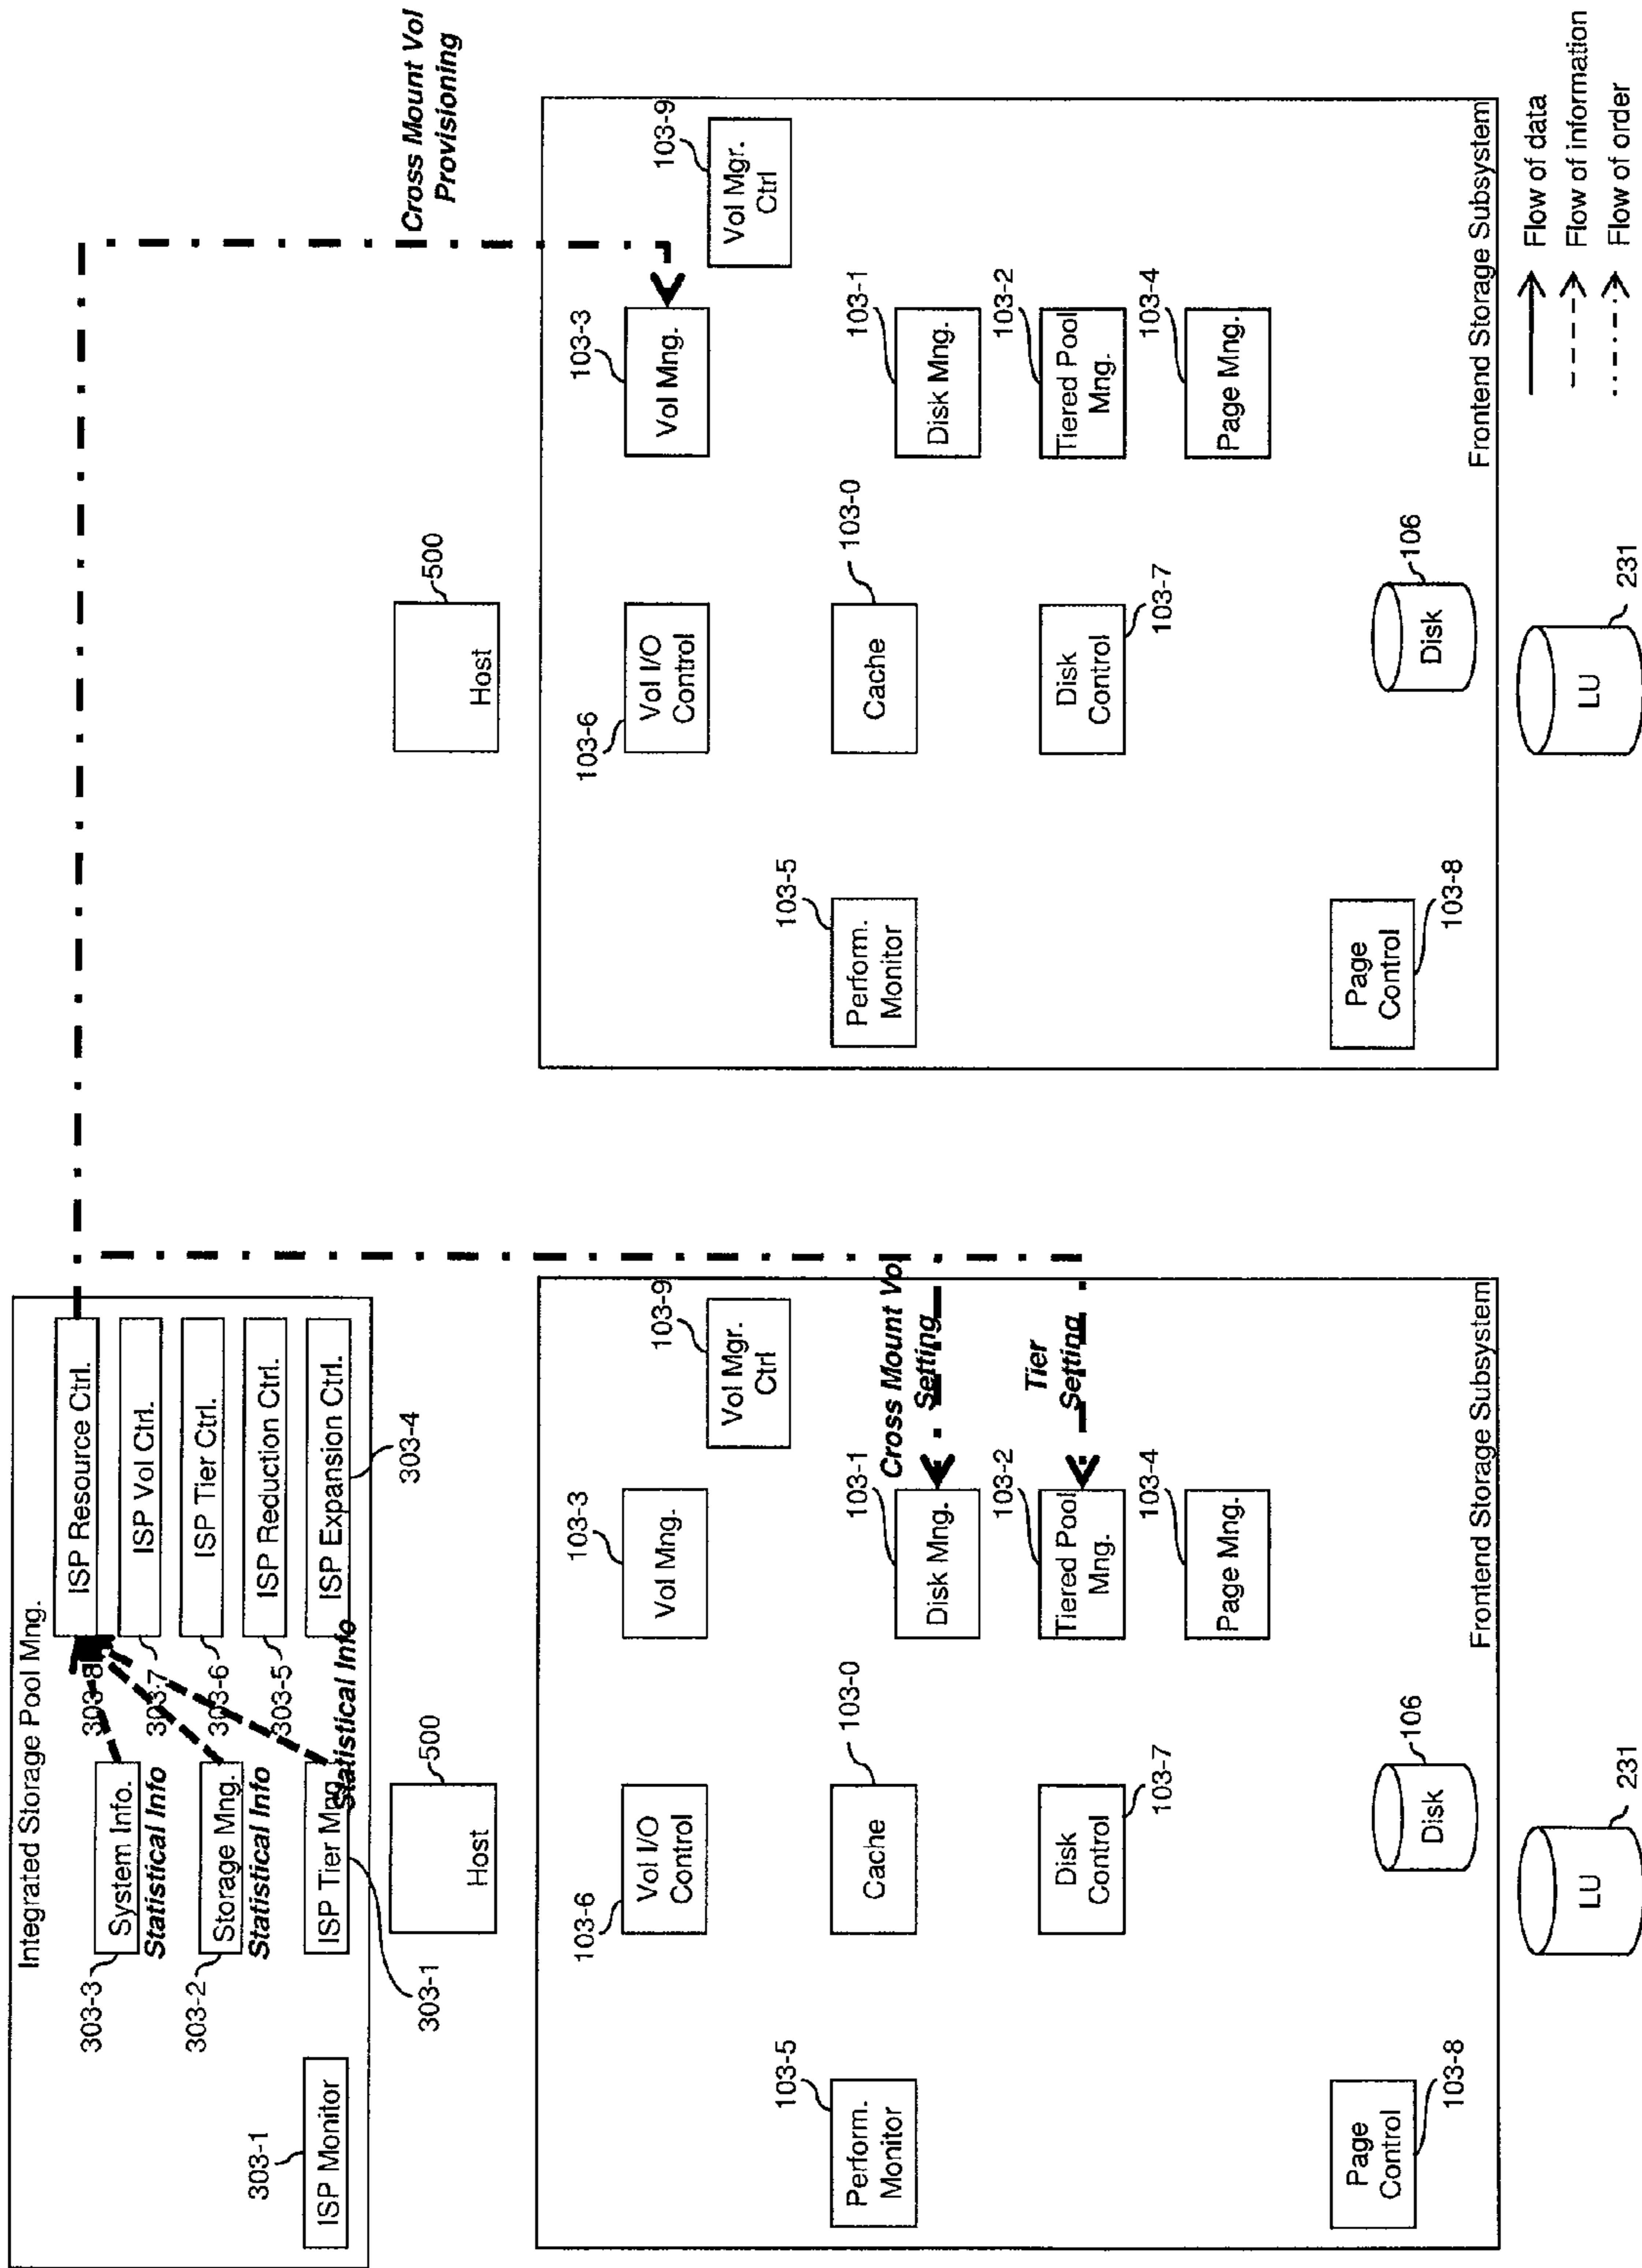 Integrated Storage Pool Mng.
303-1
ISP Monitor
303-3
System Info.
Statistical Info
303-2
Storage Mng.
Statistical Info
303-1
ISP Tier Mng.
Statistical Info
303-8
ISP Resource Ctrl.
303-7
ISP Vol Ctrl.
303-6
ISP Tier Ctrl.
303-5
ISP Reduction Ctrl.
303-4
ISP Expansion Ctrl.
500
Host
103-6
Vol I/O
Control
103-3
Vol Mng.
103-9
Vol Mgr.
Ctrl
103-5
Perform.
Monitor
103-0
Cache
103-1
Disk Mng.
Cross Mount Vol
Setting
103-7
Disk
Control
103-2
Tiered Pool
Mng.
Tier
Setting
103-4
Page Mng.
103-8
Page
Control
106
Disk
Frontend Storage Subsystem
231
LU
Cross Mount Vol
Provisioning
500
Host
103-6
Vol I/O
Control
103-3
Vol Mng.
103-9
Vol Mgr.
Ctrl
103-5
Perform.
Monitor
103-0
Cache
103-1
Disk Mng.
103-7
Disk
Control
103-2
Tiered Pool
Mng.
103-4
Page Mng.
103-8
Page
Control
106
Disk
Frontend Storage Subsystem
231
LU
Flow of data
Flow of information
Flow of order